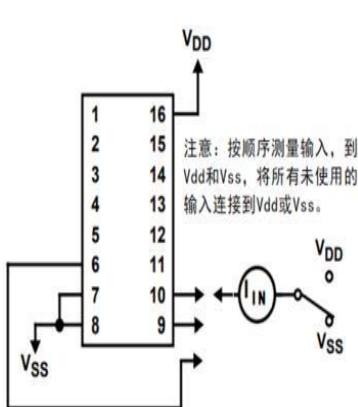 VDD
1 16
2 15
3 14
4 13
5 12
6 11
7 10
8 9
注意：按顺序测量输入，到
Vdd和Vss，将所有未使用的
输入连接到Vdd或Vss。
VDD
IIN
VSS
VSS